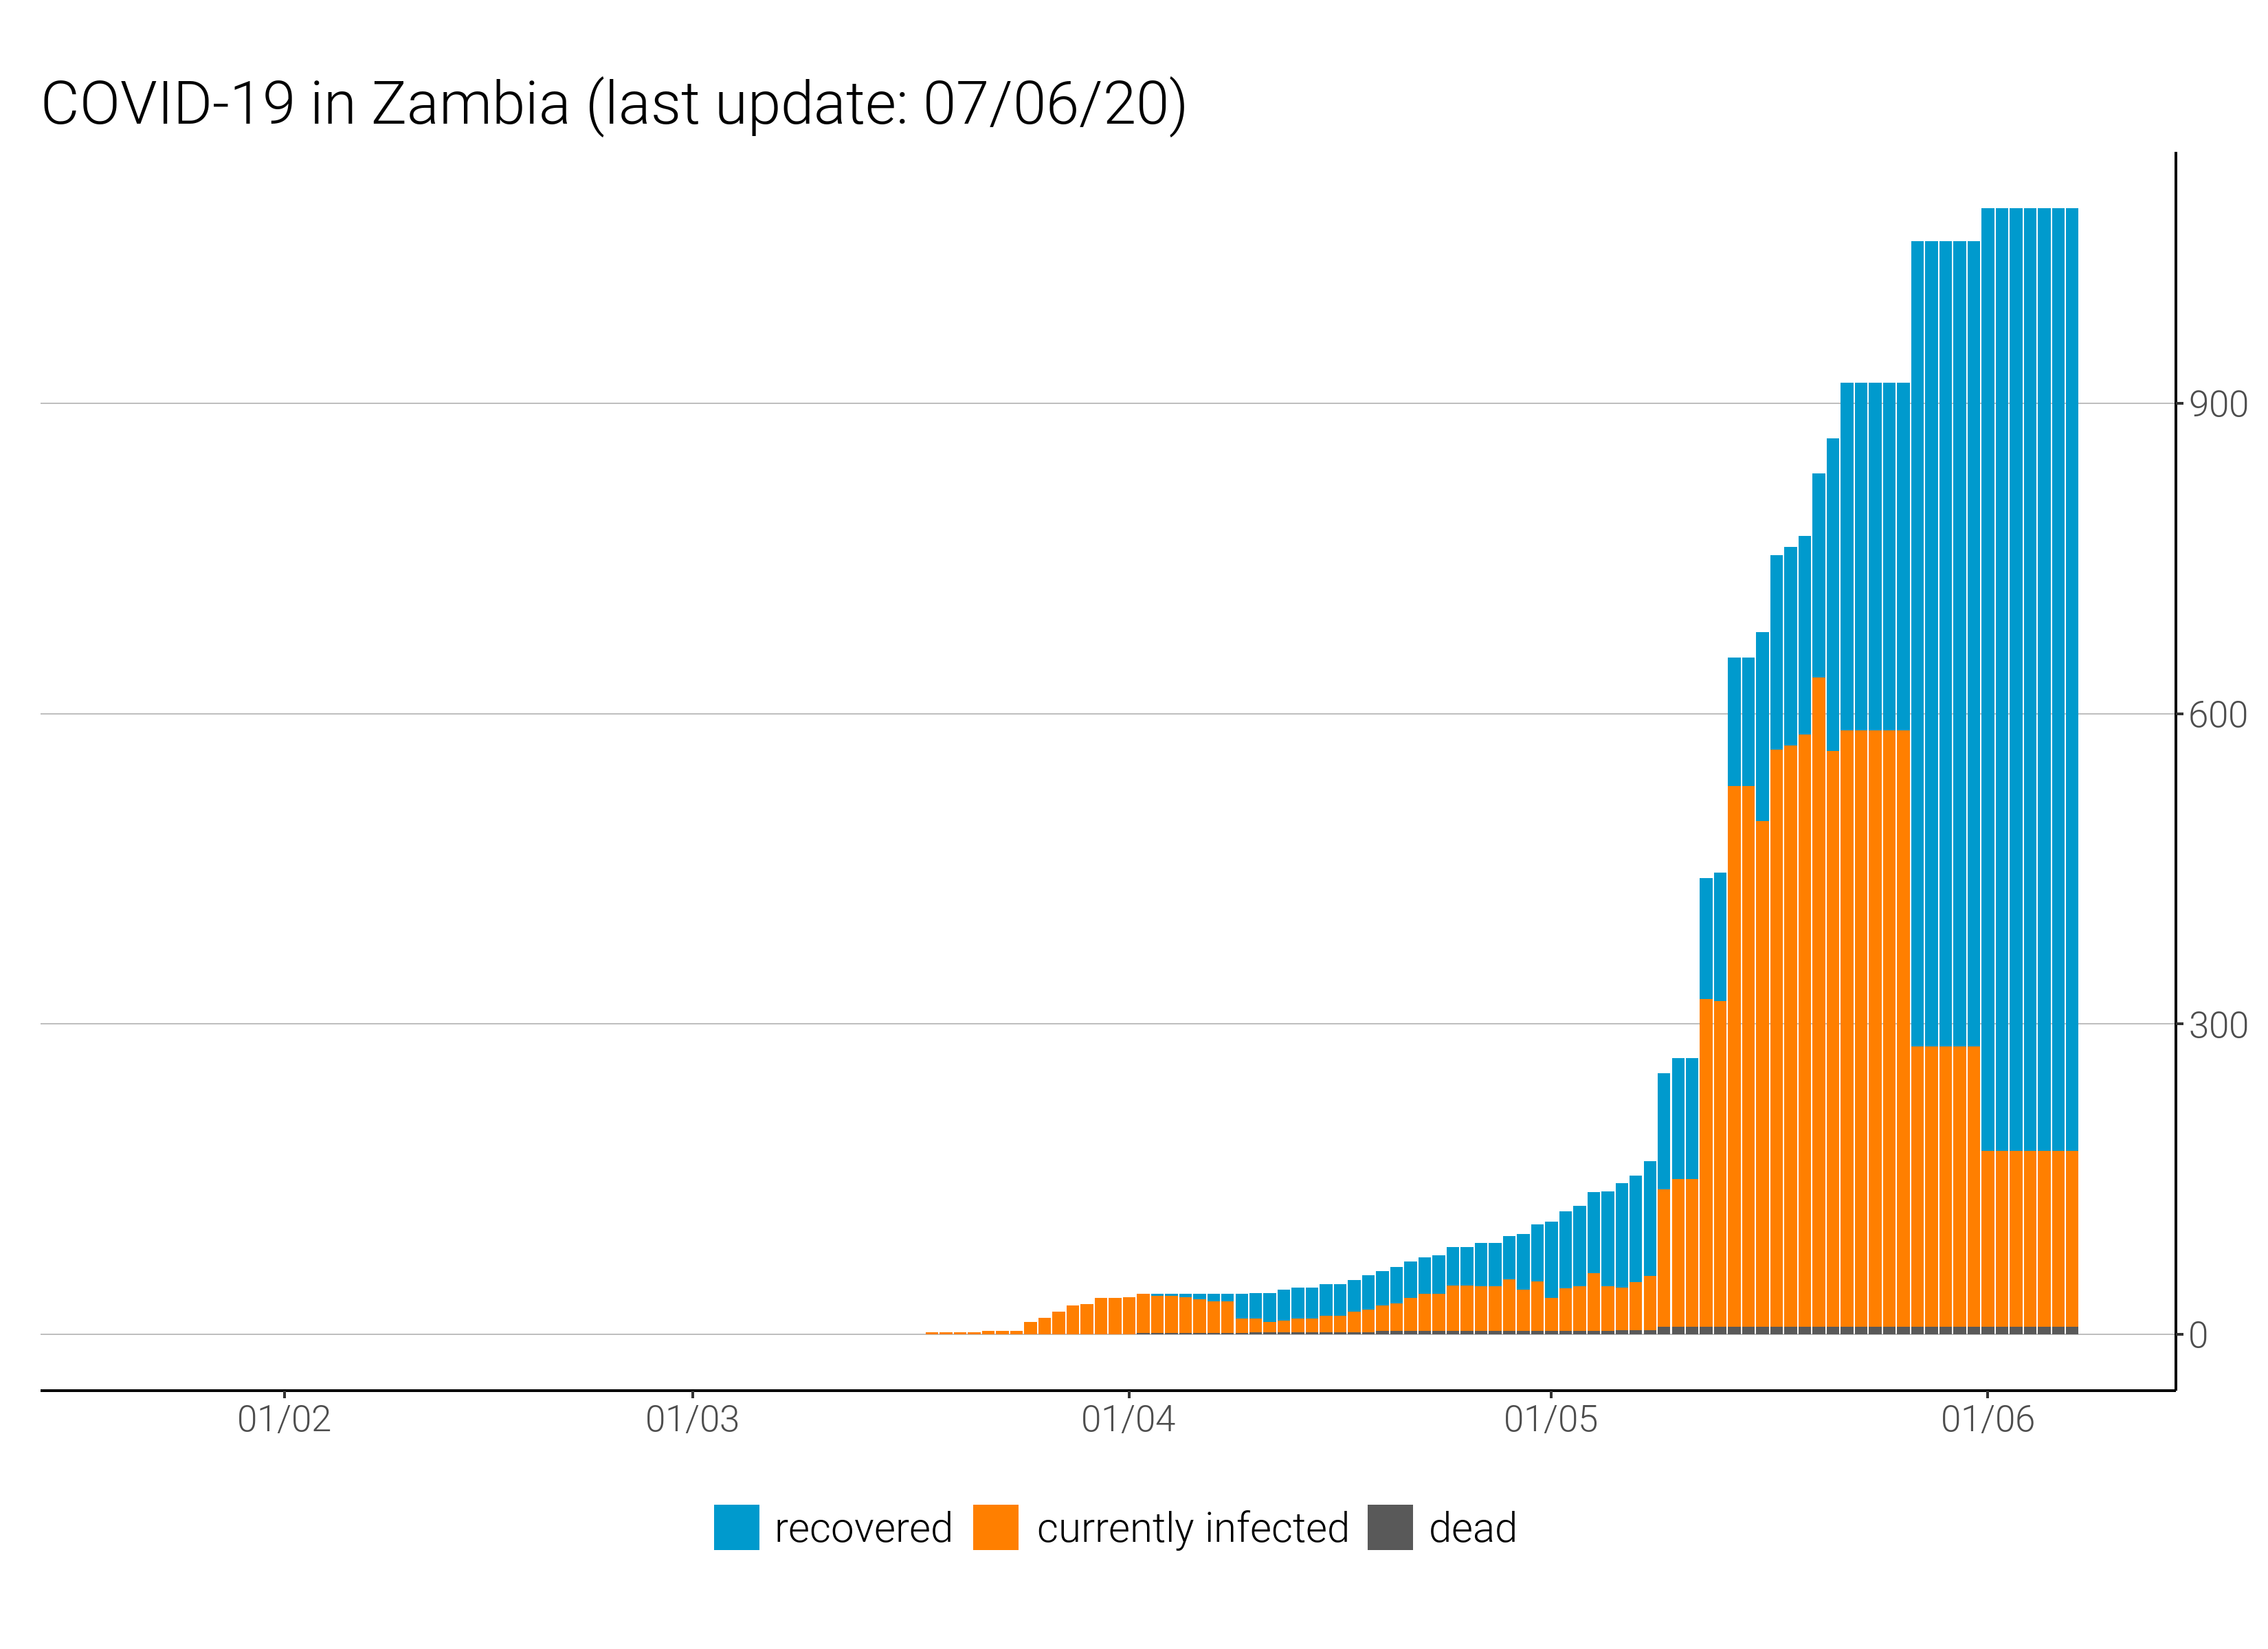 COVID-19 in Zambia (last update: 07/06/20)
900
600
300
0
01/02 01/03 01/04 01/05 01/06
recovered currently infected dead